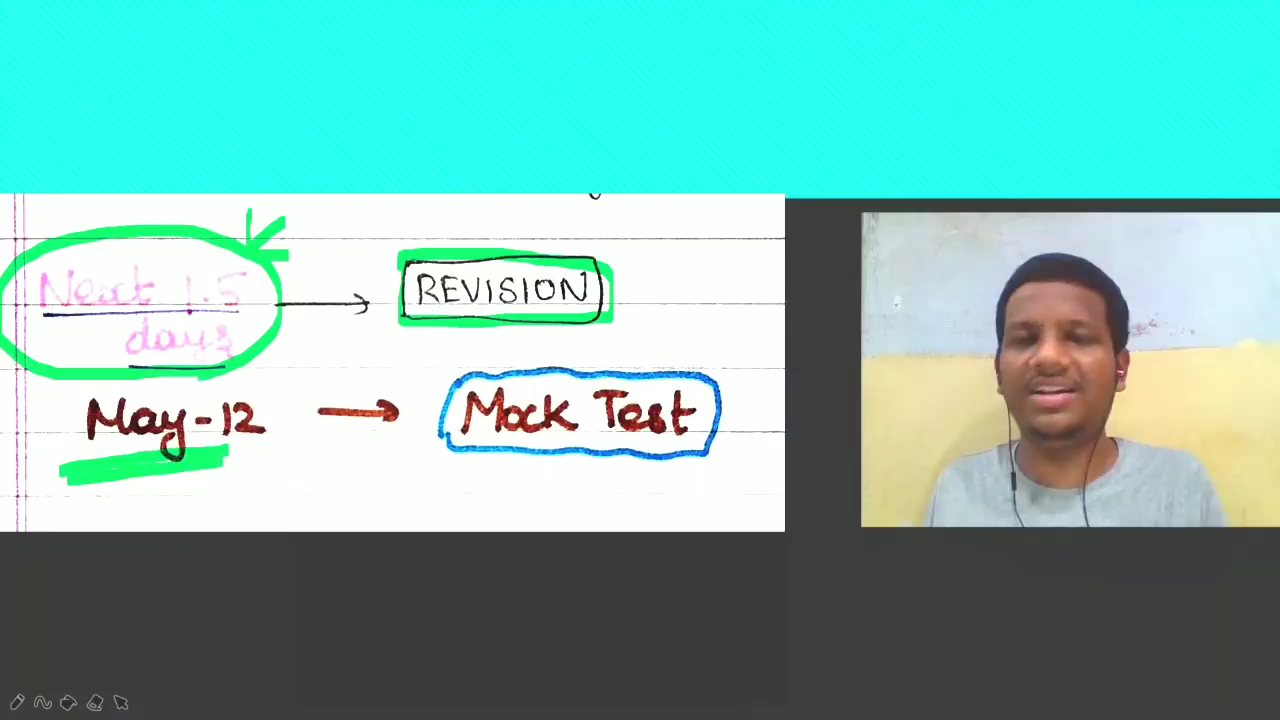 Next 1.5 → REVISION
days
May-12 → Mock Test